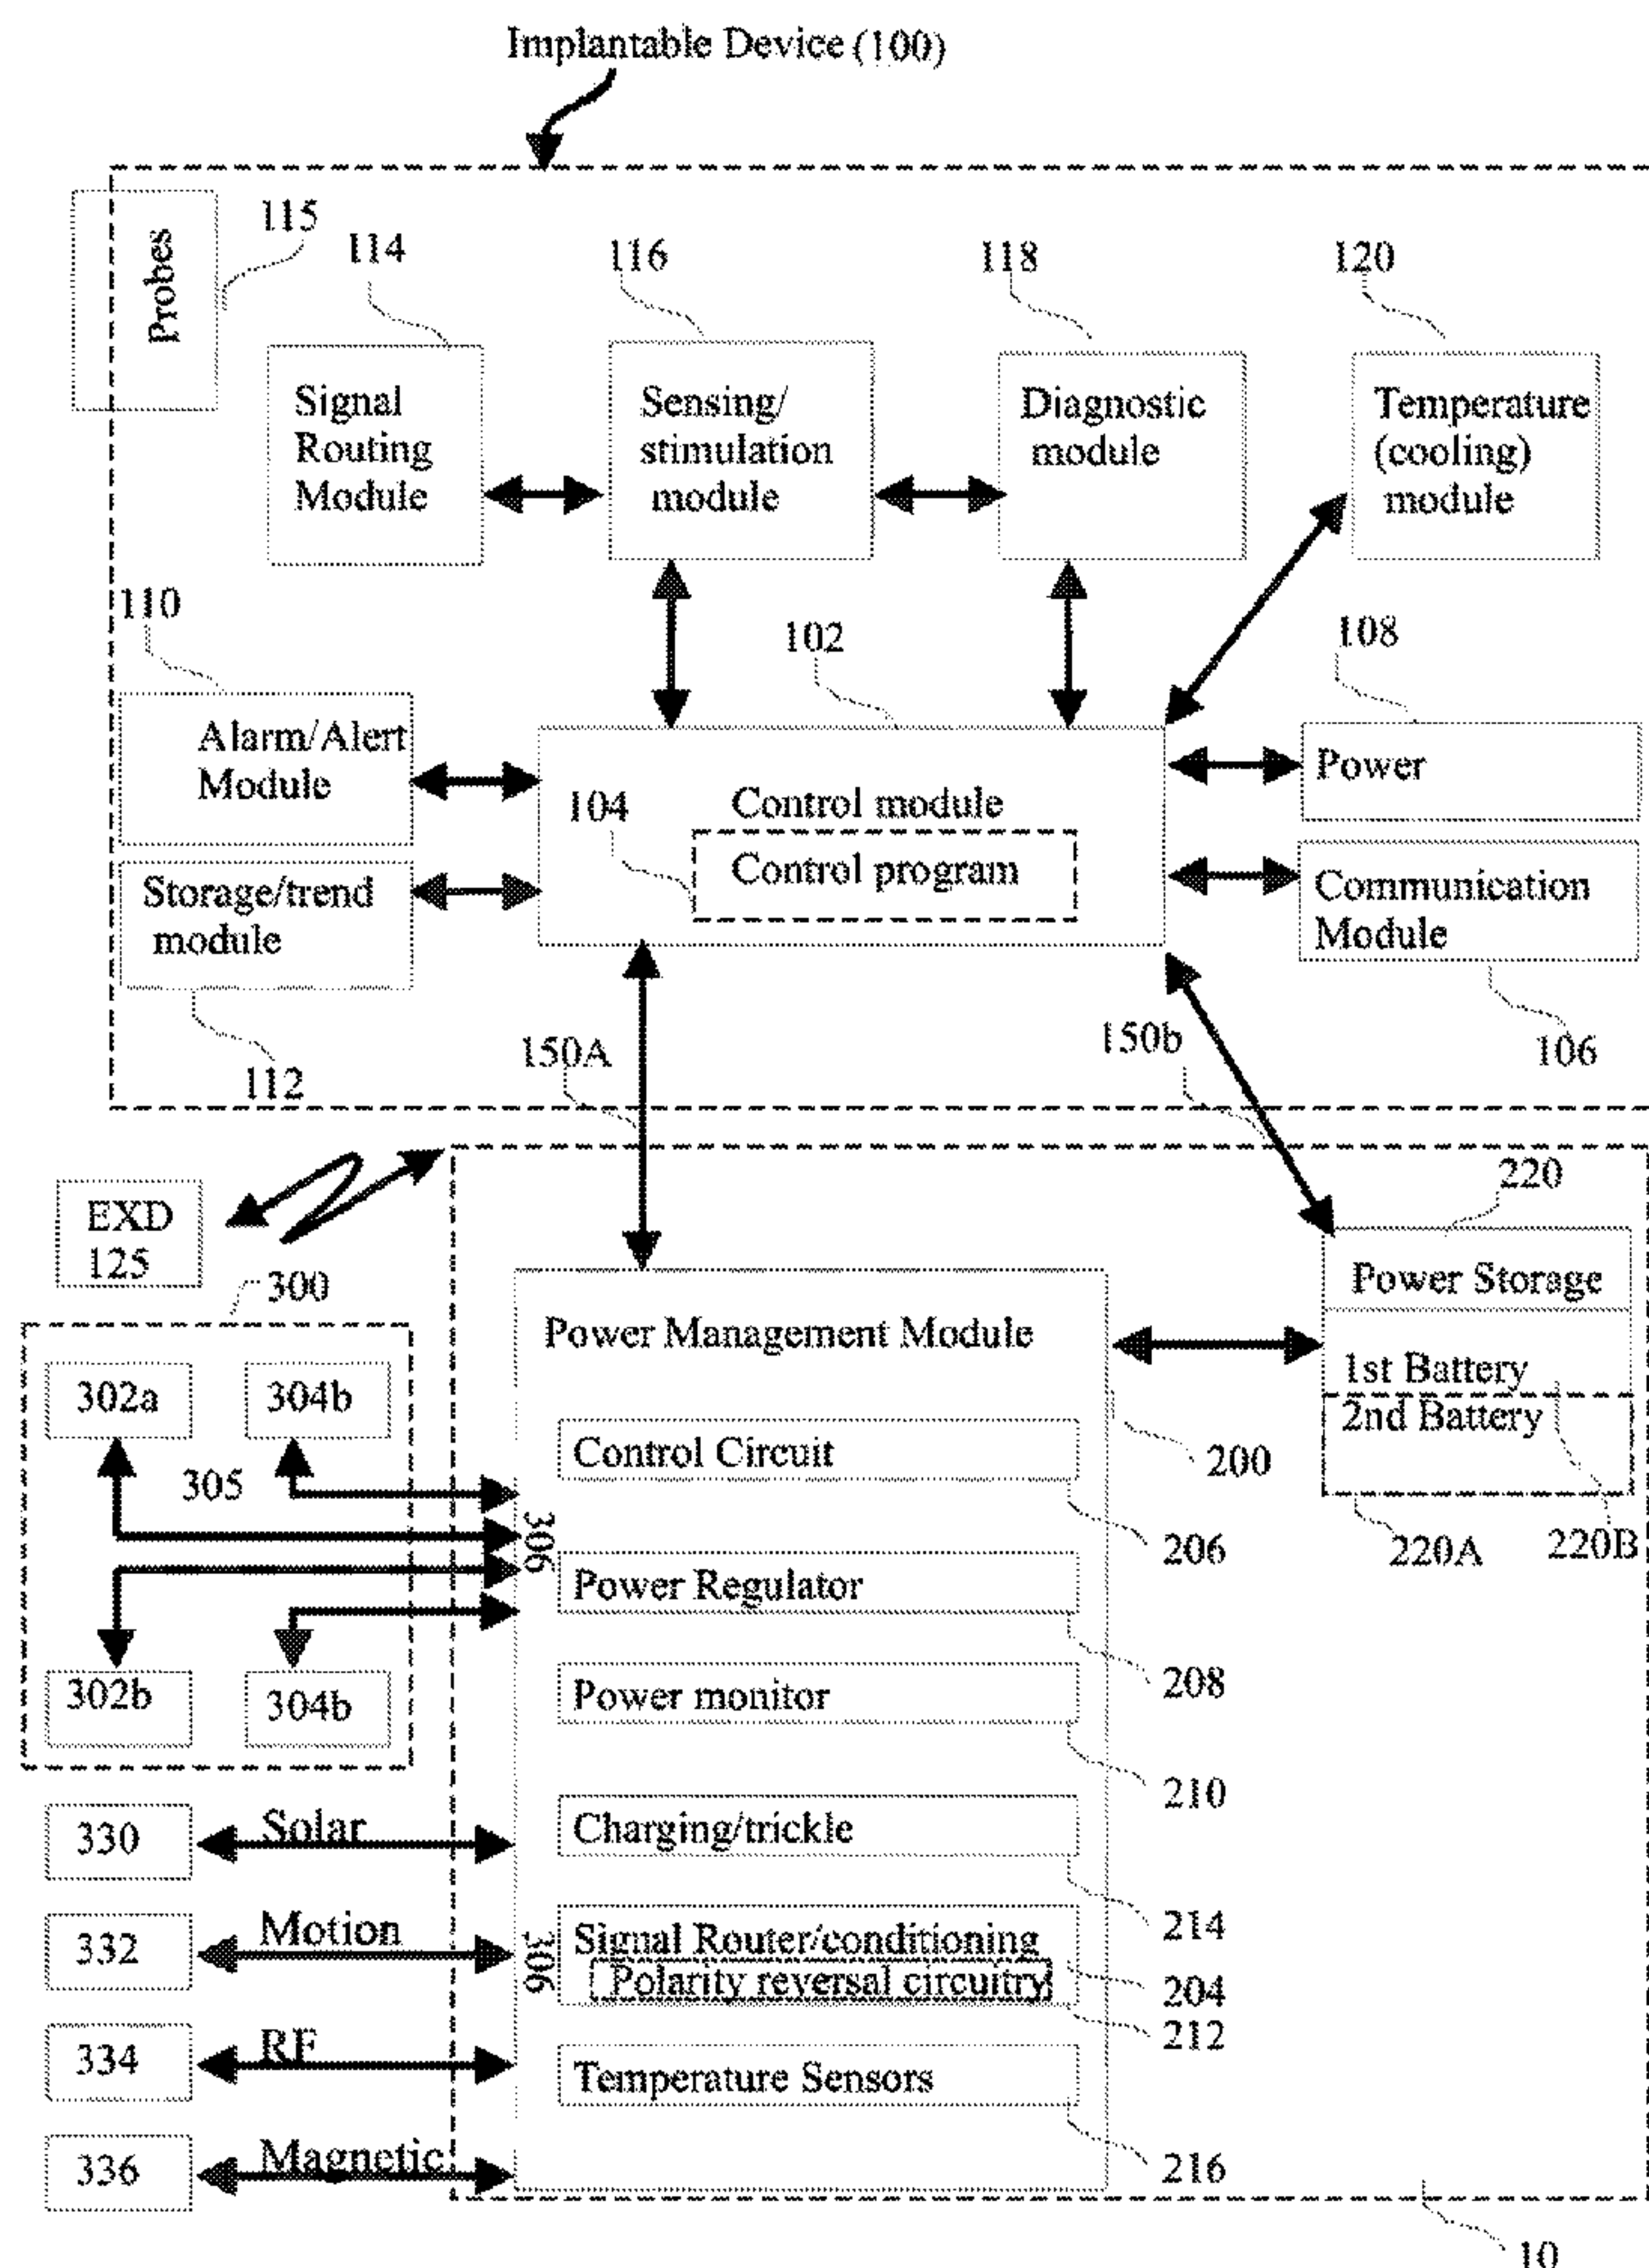 Implantable Device (100)
Probes
115
114
116
118
120
Signal
Routing
Module
Sensing/
stimulation
module
Diagnostic
module
Temperature
(cooling)
module
110
102
108
Alarm/Alert
Module
104
Control module
Control program
Power
Storage/trend
module
Communication
Module
112
150A
150b
106
EXD
125
300
220
Power Storage
1st Battery
2nd Battery
220A
220B
Power Management Module
200
302a
304b
305
306
302b
304b
Control Circuit
206
Power Regulator
208
Power monitor
210
330
Solar
Charging/trickle
214
332
Motion
306
Signal Router/conditioning
Polarity reversal circuitry
204
212
334
RF
Temperature Sensors
216
336
Magnetic
10